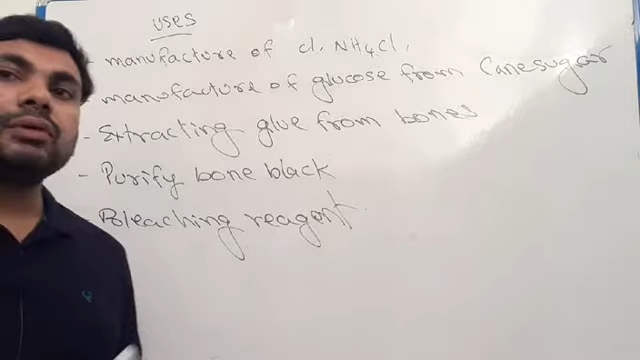 uses
- manufacture of Cl, NH4Cl,
manufacture of glucose from Canesugar
- Extracting glue from bones
- Purify bone black
- Bleaching reagent